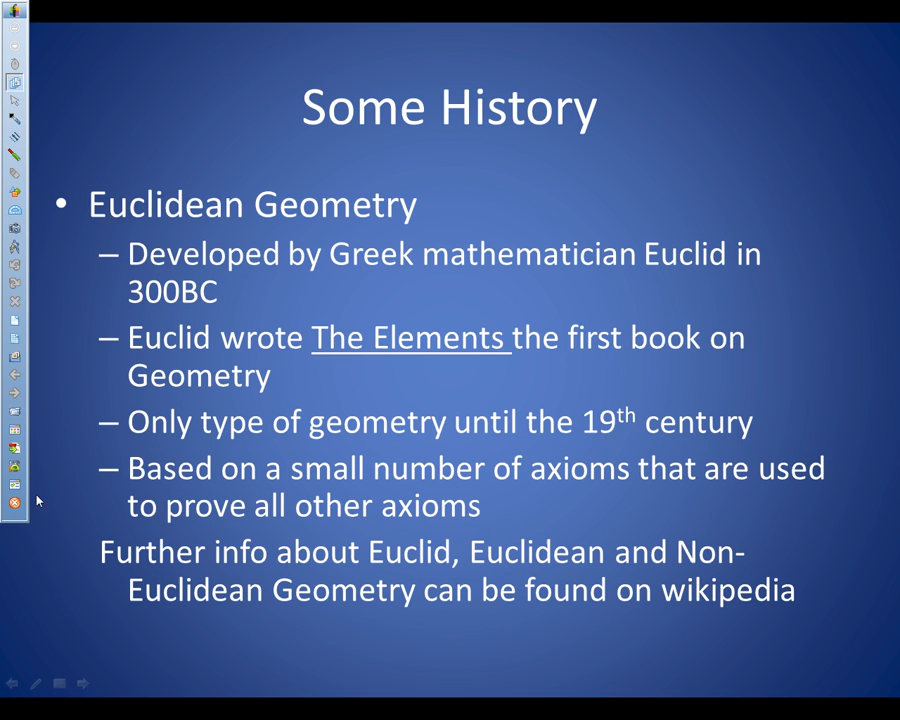 Some History
• Euclidean Geometry
– Developed by Greek mathematician Euclid in
300BC
– Euclid wrote The Elements the first book on
Geometry
– Only type of geometry until the 19th century
– Based on a small number of axioms that are used
to prove all other axioms
Further info about Euclid, Euclidean and Non-
Euclidean Geometry can be found on wikipedia